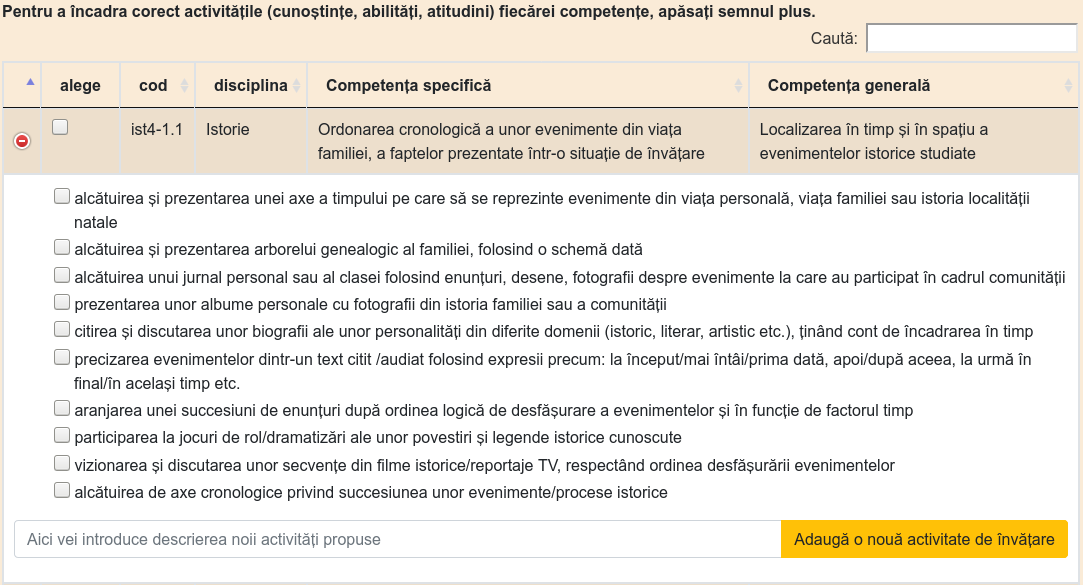 Pentru a încadra corect activitățile (cunoștințe, abilități, atitudini) fiecărei competențe, apăsați semnul plus.
Caută:
alege cod disciplina Competența specifică Competența generală
ist4-1.1 Istorie Ordonarea cronologică a unor evenimente din viața Localizarea în timp și în spațiu a
familiei, a faptelor prezentate într-o situație de învățare evenimentelor istorice studiate
alcătuirea și prezentarea unei axe a timpului pe care să se reprezinte evenimente din viața personală, viața familiei sau istoria localității
natale
alcătuirea și prezentarea arborelui genealogic al familiei, folosind o schemă dată
alcătuirea unui jurnal personal sau al clasei folosind enunțuri, desene, fotografii despre evenimente la care au participat în cadrul comunității
prezentarea unor albume personale cu fotografii din istoria familiei sau a comunității
citirea și discutarea unor biografii ale unor personalități din diferite domenii (istoric, literar, artistic etc.), ținând cont de încadrarea în timp
precizarea evenimentelor dintr-un text citit /audiat folosind expresii precum: la început/mai întâi/prima dată, apoi/după aceea, la urmă în
final/în același timp etc.
aranjarea unei succesiuni de enunțuri după ordinea logică de desfășurare a evenimentelor și în funcție de factorul timp
participarea la jocuri de rol/dramatizări ale unor povestiri și legende istorice cunoscute
vizionarea și discutarea unor secvențe din filme istorice/reportaje TV, respectând ordinea desfășurării evenimentelor
alcătuirea de axe cronologice privind succesiunea unor evenimente/procese istorice
Aici vei introduce descrierea noii activități propuse Adaugă o nouă activitate de învățare